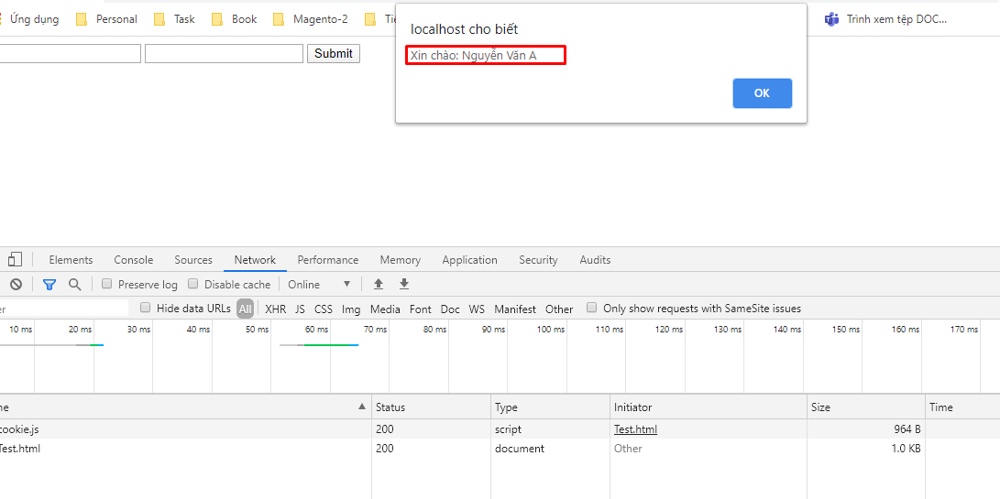 Ứng dụng Personal Task Book Magento-2 Tiế Trình xem tệp DOC...
localhost cho biết
Xin chào: Nguyễn Văn A
OK
Submit
Elements Console Sources Network Performance Memory Application Security Audits
Preserve log Disable cache Online
er Hide data URLs All XHR JS CSS Img Media Font Doc WS Manifest Other Only show requests with SameSite issues
10 ms 20 ms 30 ms 40 ms 50 ms 60 ms 70 ms 80 ms 90 ms 100 ms 110 ms 120 ms 130 ms 140 ms 150 ms 160 ms 170 ms
ne Status Type Initiator Size Time
cookie.js 200 script Test.html 964 B
Test.html 200 document Other 1.0 KB